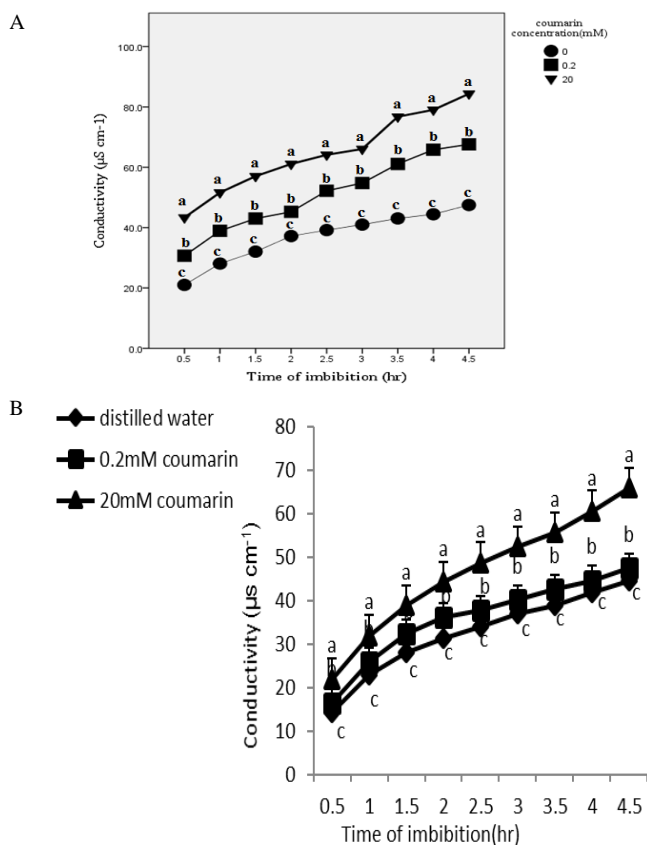 A
coumarin
concentration(mM)
0
0.2
20
100.0
80.0
60.0
40.0
20.0
0.0
Conductivity (µS cm-1)
a a a a a a a a a
b b b b b b b b b
c c c c c c c c c
0.5 1 1.5 2 2.5 3 3.5 4 4.5
Time of imbibition (hr)
B
distilled water
0.2mM coumarin
20mM coumarin
80
70
60
50
40
30
20
10
0
Conductivity (µs cm⁻¹)
a a a a a a a a a
b b b b b b
c c c c c c c c c
0.5 1 1.5 2 2.5 3 3.5 4 4.5
Time of imbibition(hr)